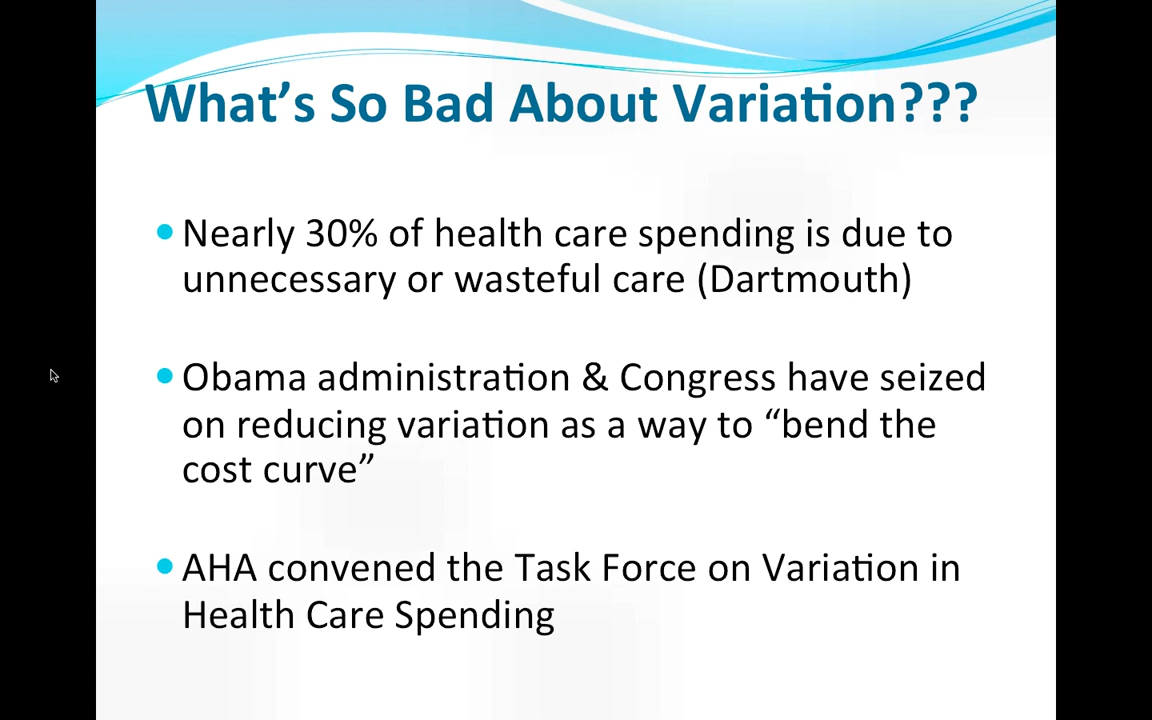 What’s So Bad About Variation???
Nearly 30% of health care spending is due to
unnecessary or wasteful care (Dartmouth)
Obama administration & Congress have seized
on reducing variation as a way to “bend the
cost curve”
AHA convened the Task Force on Variation in
Health Care Spending